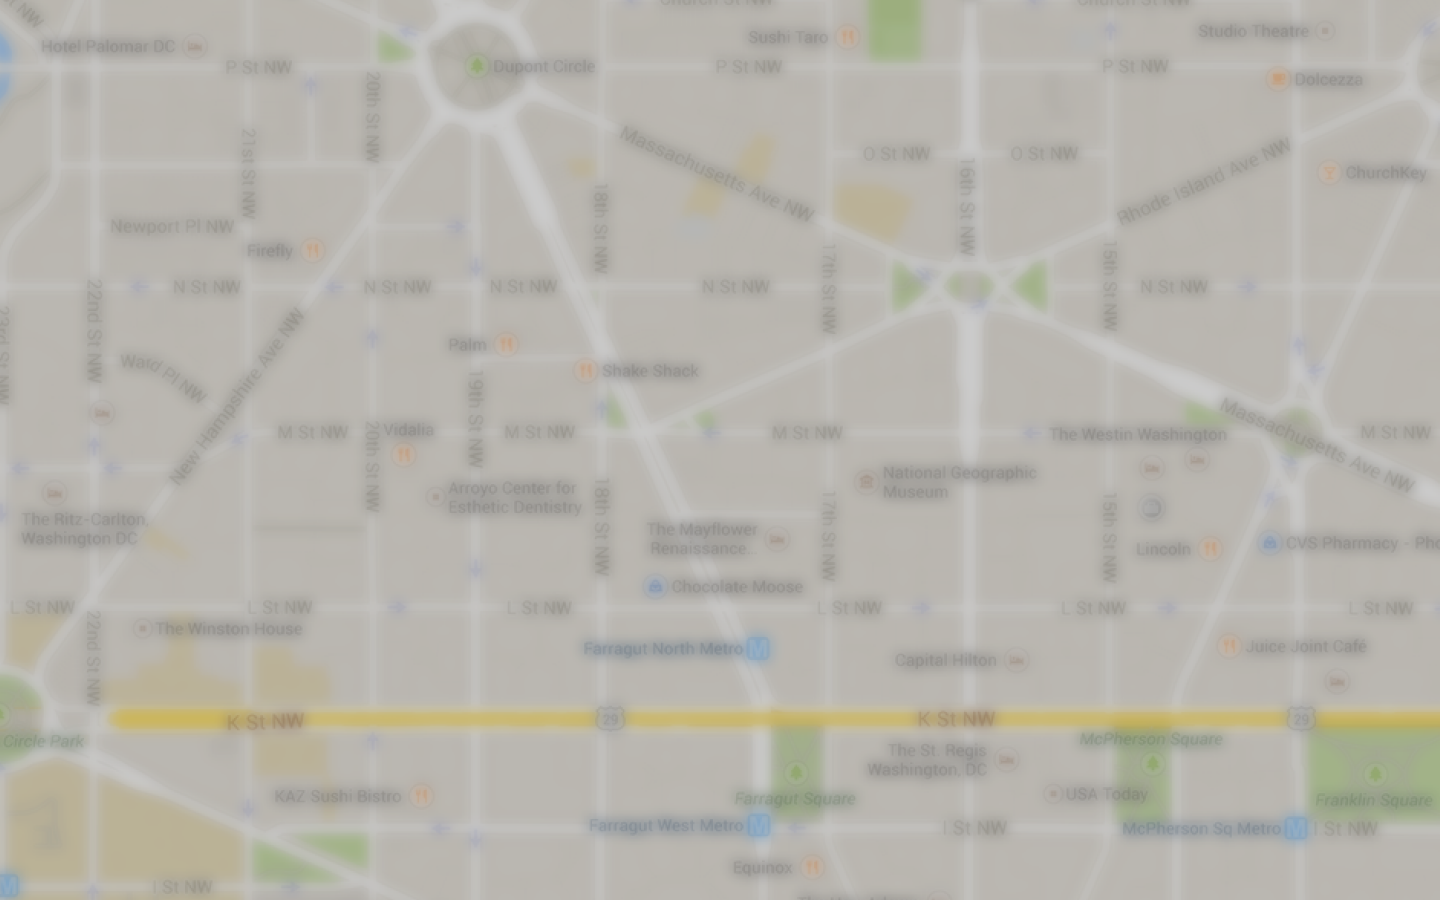 Church St NW
Church St NW
Hotel Palomar DC
Sushi Taro
Studio Theatre
P St NW
Dupont Circle
P St NW
P St NW
Dolcezza
20th St NW
21st St NW
Massachusetts Ave NW
O St NW
O St NW
16th St NW
Rhode Island Ave NW
ChurchKey
18th St NW
Newport Pl NW
Firefly
17th St NW
15th St NW
22nd St NW
N St NW
N St NW
N St NW
N St NW
N St NW
23rd St NW
Ward Pl NW
New Hampshire Ave NW
Palm
Shake Shack
19th St NW
20th St NW
Vidalia
M St NW
M St NW
M St NW
The Westin Washington
Massachusetts Ave NW
M St NW
National Geographic
Museum
Arroyo Center for
Esthetic Dentistry
18th St NW
17th St NW
15th St NW
The Ritz-Carlton,
Washington DC
The Mayflower
Renaissance..
Lincoln
CVS Pharmacy - Pho
Chocolate Moose
L St NW
L St NW
L St NW
L St NW
L St NW
L St NW
22nd St NW
The Winston House
Farragut North Metro
Capital Hilton
Juice Joint Cafe
K St NW
29
K St NW
29
Circle Park
McPherson Square
The St. Regis
Washington, DC
KAZ Sushi Bistro
Farragut Square
USA Today
Franklin Square
Farragut West Metro
I St NW
McPherson Sq Metro
I St NW
Equinox
I St NW